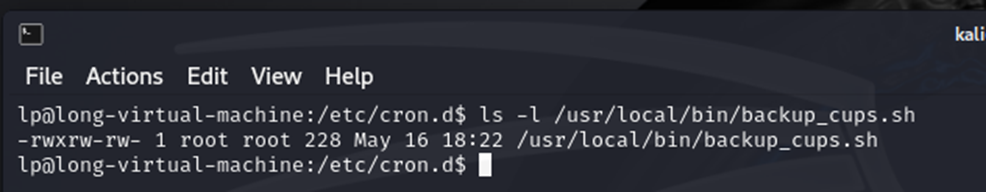 kali
File Actions Edit View Help
lp@long-virtual-machine:/etc/cron.d$ ls -l /usr/local/bin/backup_cups.sh
-rwxrw-rw- 1 root root 228 May 16 18:22 /usr/local/bin/backup_cups.sh
lp@long-virtual-machine:/etc/cron.d$